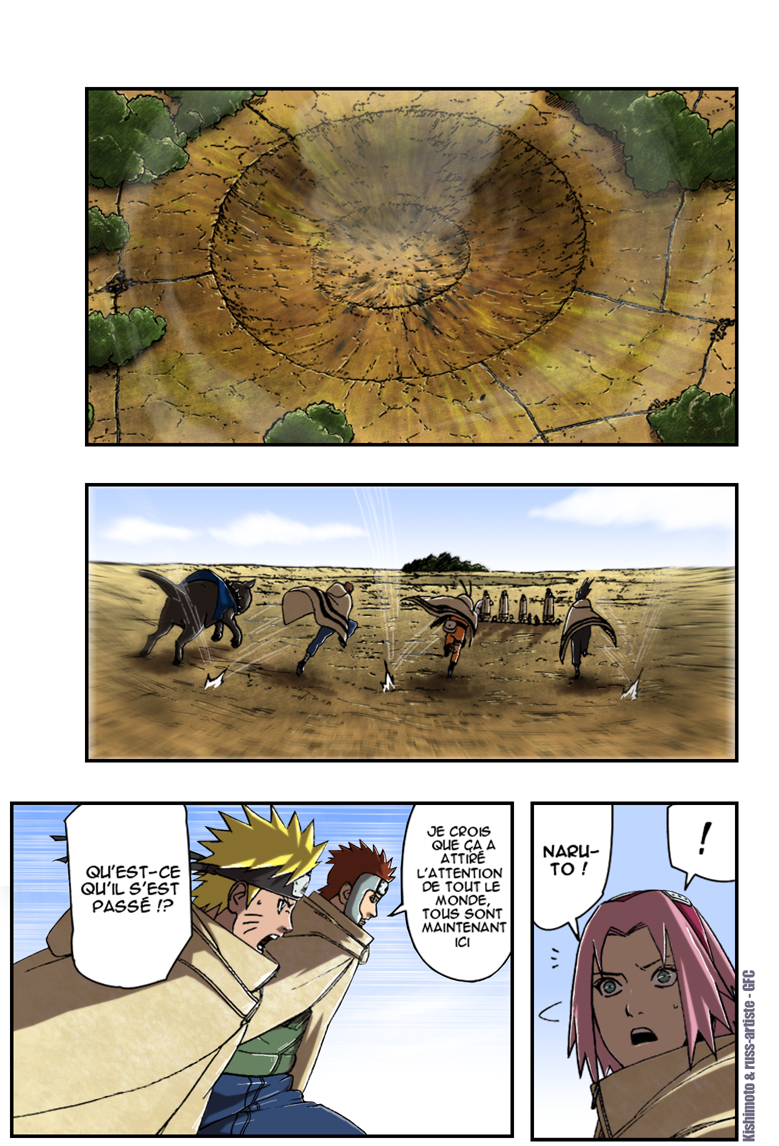 !
NARU-
TO !
JE CROIS
QUE ÇA A
ATTIRÉ
L'ATTENTION
DE TOUT LE
MONDE,
TOUS SONT
MAINTENANT
ICI
QU'EST-CE
QU'IL S'EST
PASSÉ !?
Kishimoto & russ-artiste - GFC